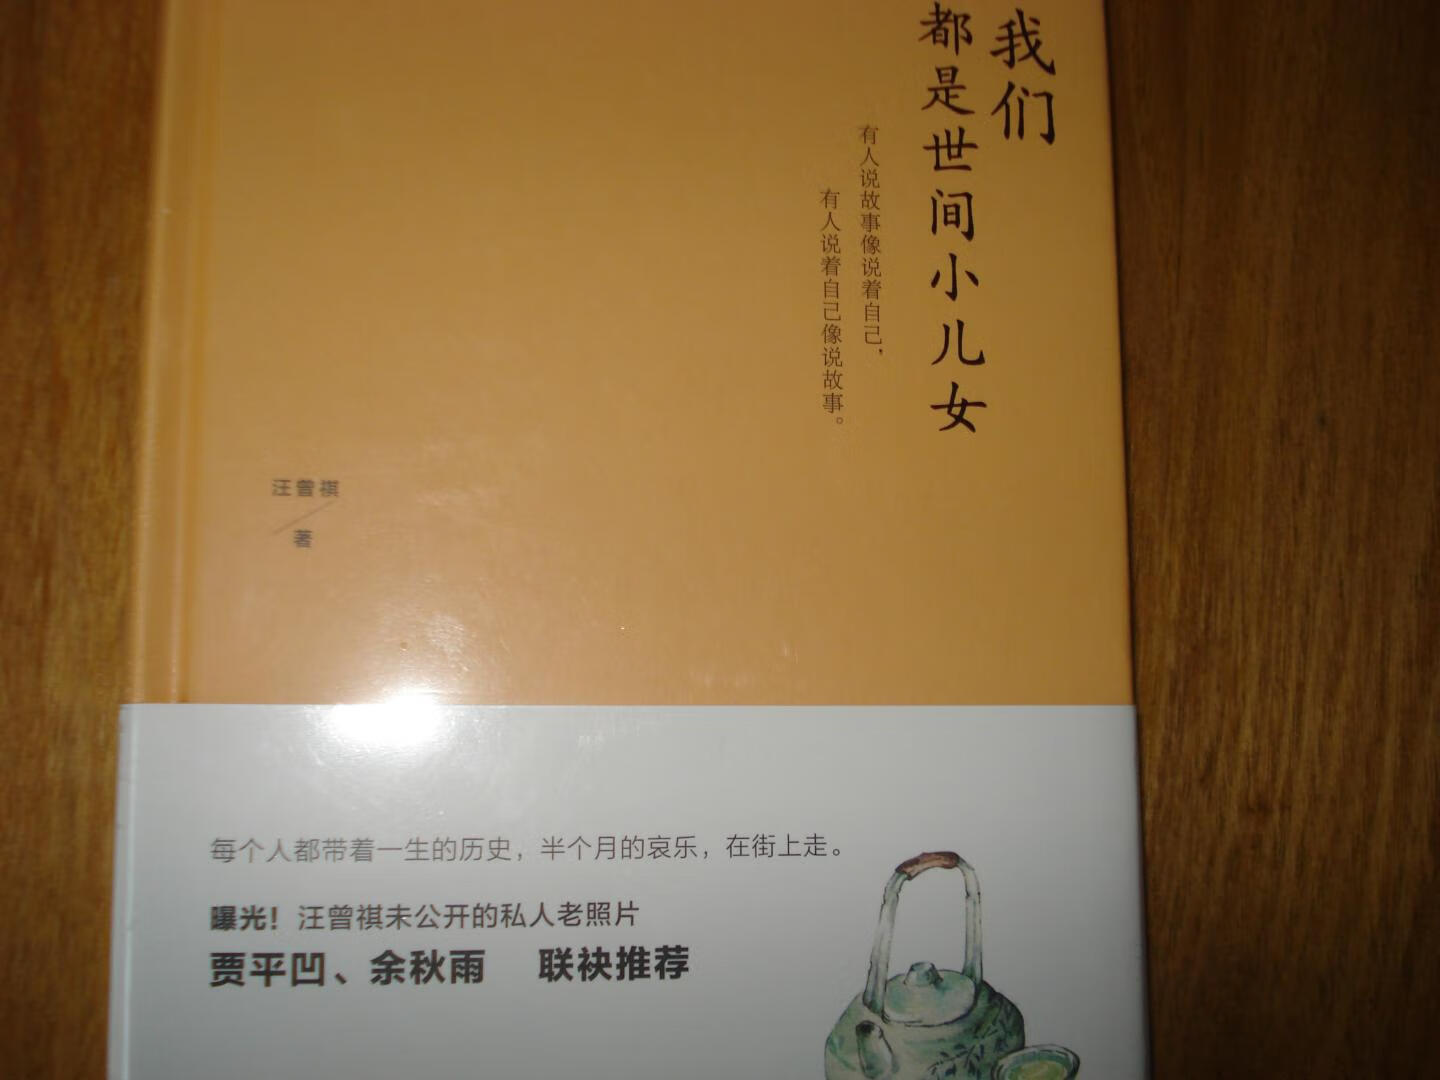 我们
都是世间小儿女
有人说故事像说着自己，
有人说着自己像说故事。
汪曾祺
著
每个人都带着一生的历史，半个月的哀乐，在街上走。
曝光！汪曾祺未公开的私人老照片
贾平凹、余秋雨 联袂推荐